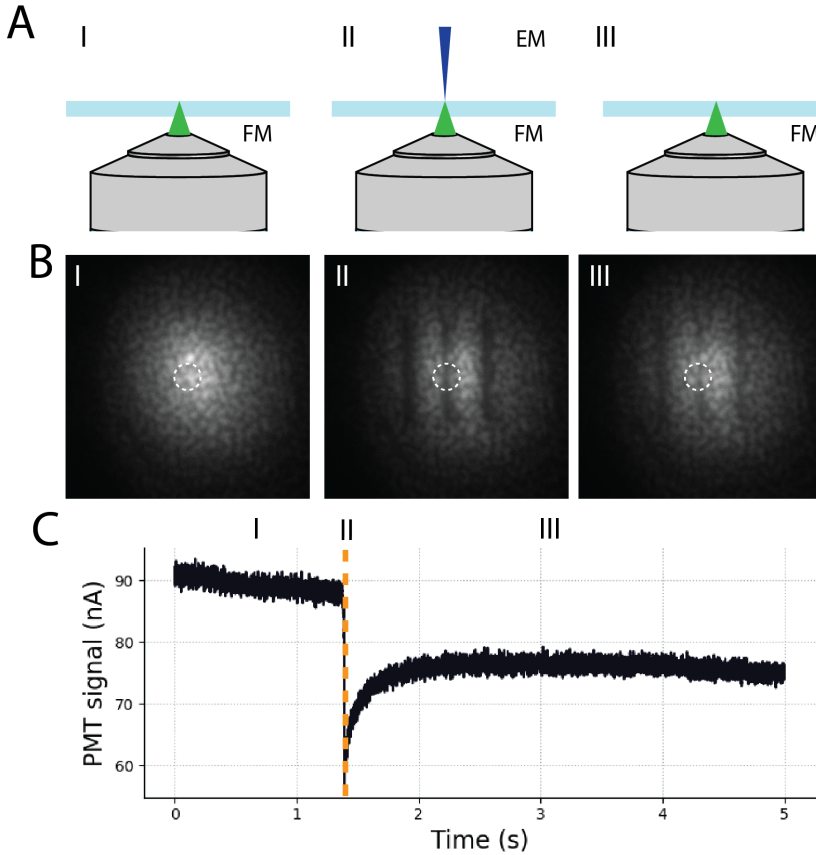 A
I II EM III
FM FM FM
B
I II III
C
I II III
90
80
70
60
PMT signal (nA)
0 1 2 3 4 5
Time (s)